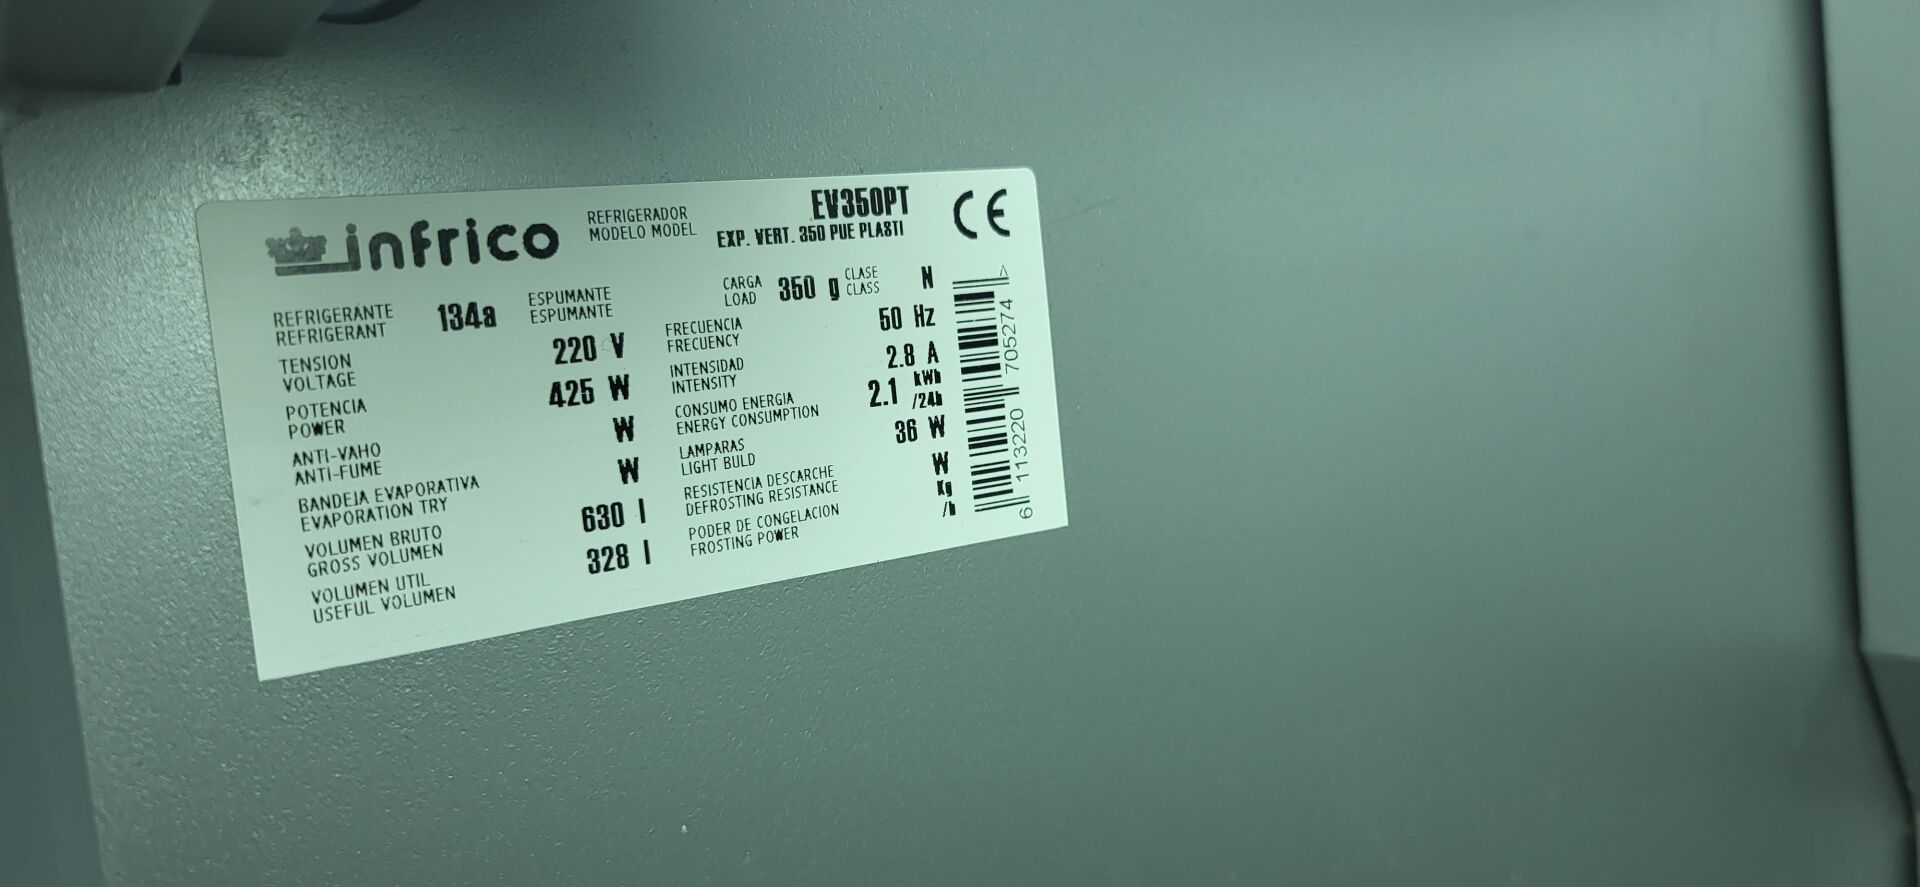 infrico
REFRIGERADOR
MODELO MODEL
EV350PT
EXP. VERT. 350 PUE PLASTI
CE
REFRIGERANTE
REFRIGERANT
134a
ESPUMANTE
ESPUMANTE
CARGA
LOAD
350 g
CLASE
CLASS
N
TENSION
VOLTAGE
220 V
FRECUENCIA
FRECUENCY
50 Hz
POTENCIA
POWER
425 W
INTENSIDAD
INTENSITY
2.8 A
ANTI-VAHO
ANTI-FUME
W
CONSUMO ENERGIA
ENERGY CONSUMPTION
2.1 kWh
/24h
BANDEJA EVAPORATIVA
EVAPORATION TRY
W
LAMPARAS
LIGHT BULD
36 W
VOLUMEN BRUTO
GROSS VOLUMEN
630 l
RESISTENCIA DESCARCHE
DEFROSTING RESISTANCE
W
VOLUMEN UTIL
USEFUL VOLUMEN
328 l
PODER DE CONGELACION
FROSTING POWER
Kg
/h
6 113220 705274 >